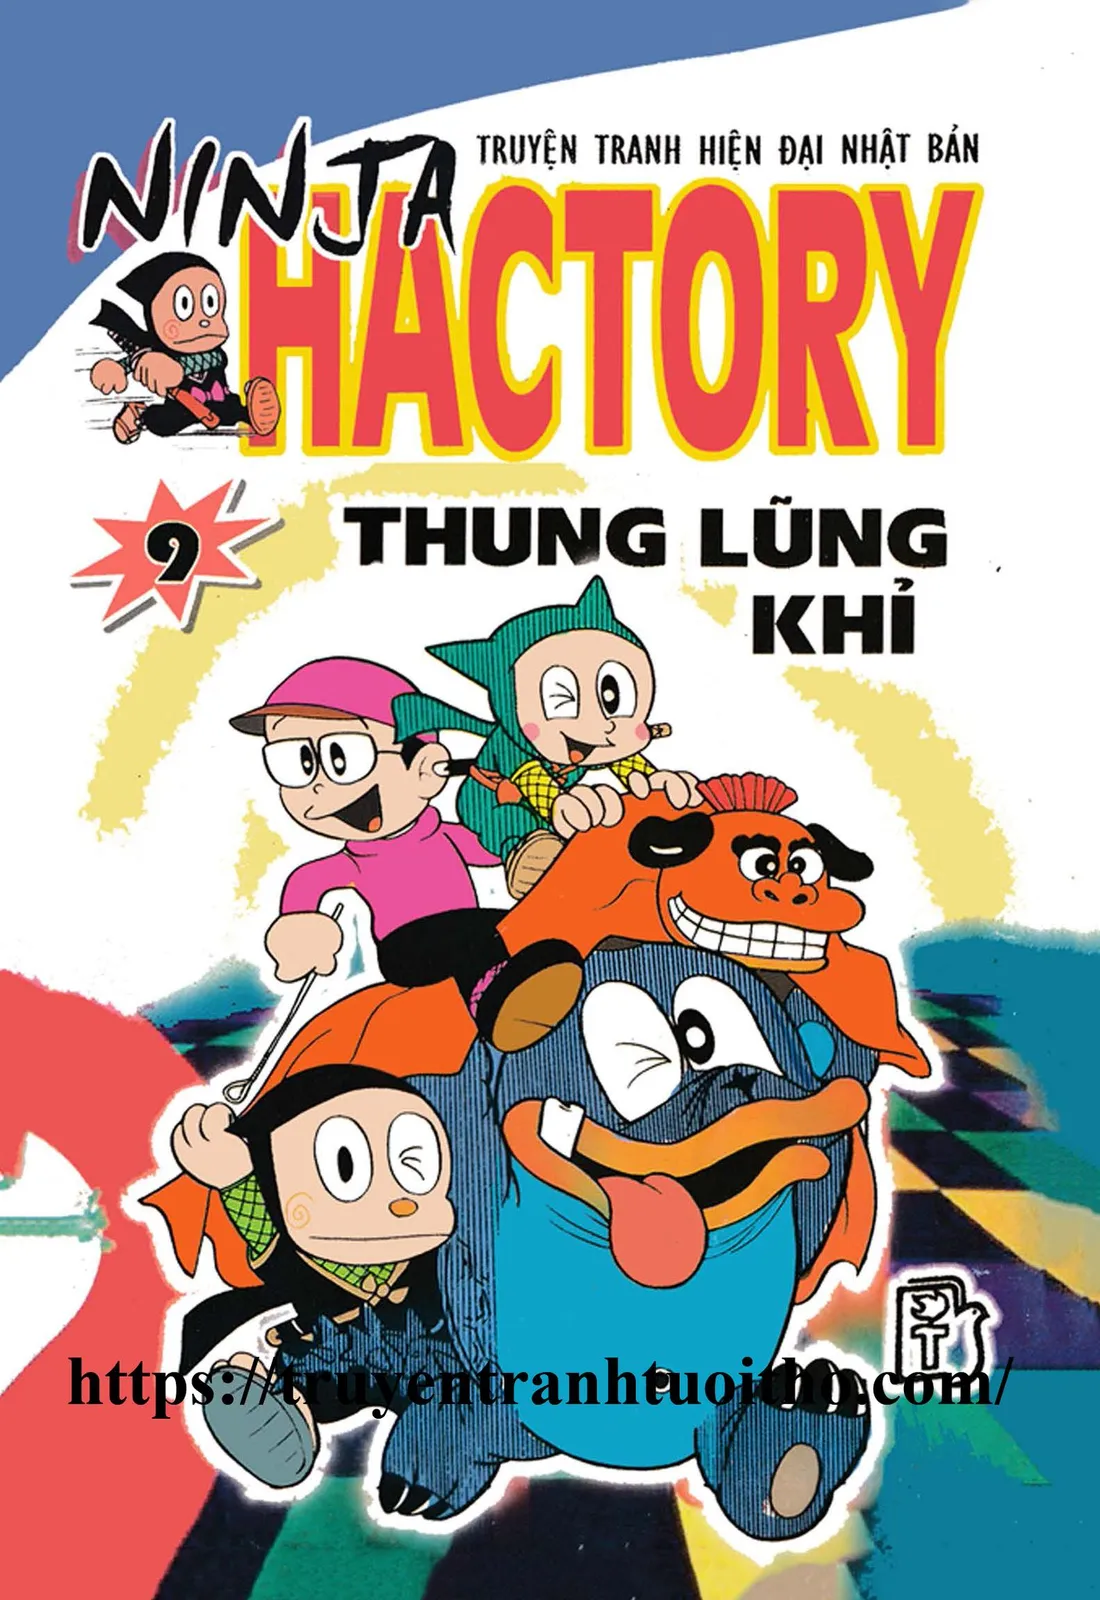 NINJA
TRUYỆN TRANH HIỆN ĐẠI NHẬT BẢN
HACTORY
9
THUNG LŨNG
KHỈ
T
https://truyentranhtuoitho.com/